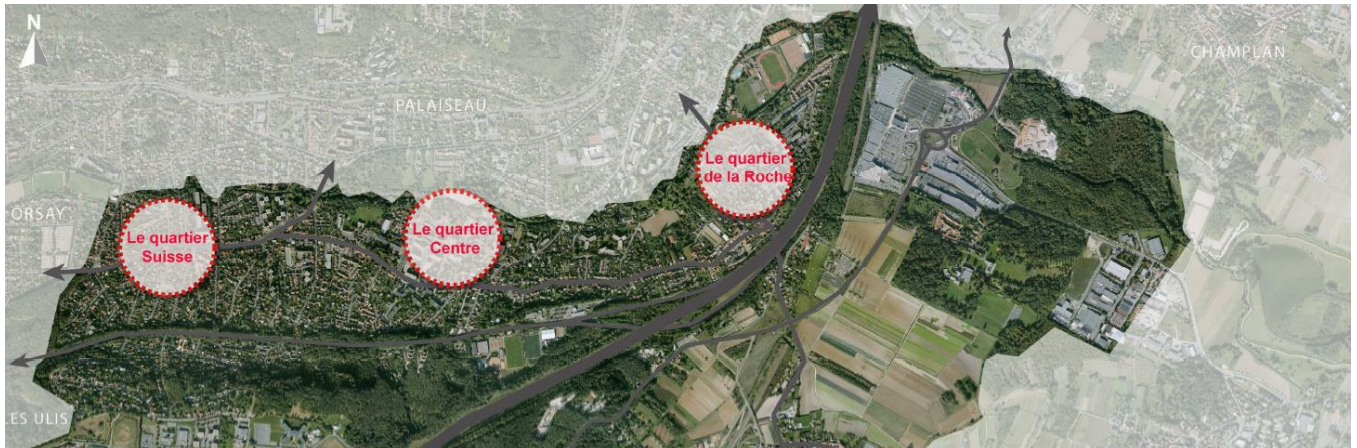 N
CHAMPLAN
PALAISEAU
Le quartier
de la Roche
ORSAY
Le quartier
Suisse
Le quartier
Centre
LES ULIS